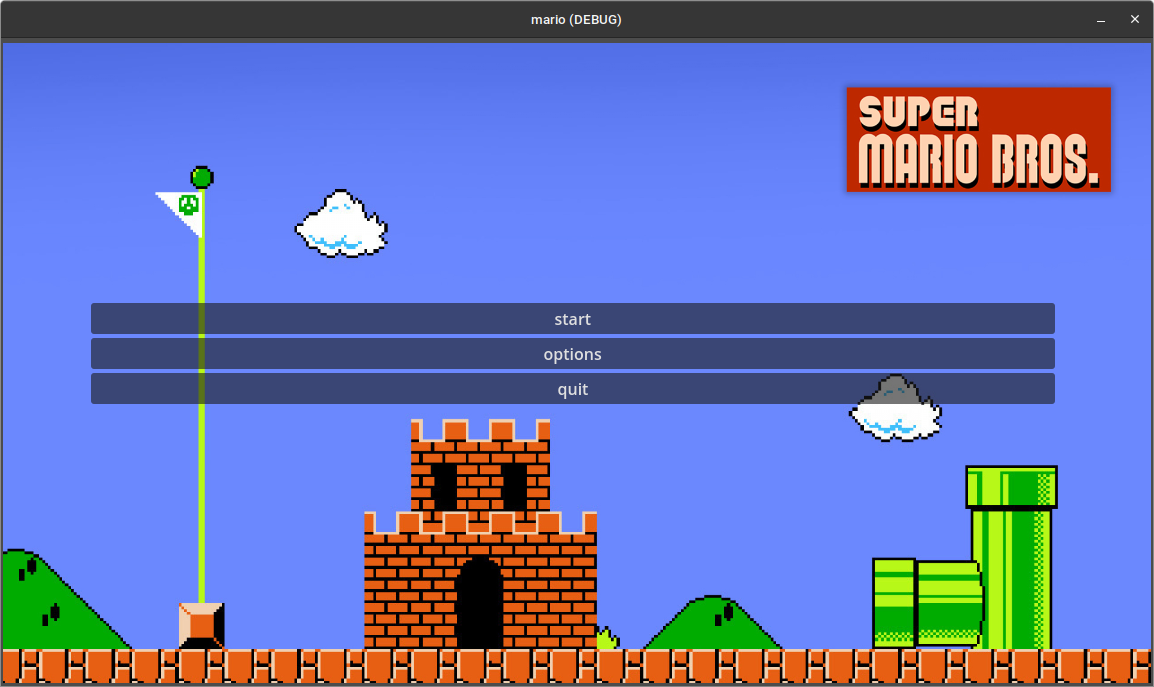 mario (DEBUG)
SUPER
MARIO BROS.
start
options
quit